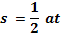 s = 1/2 at